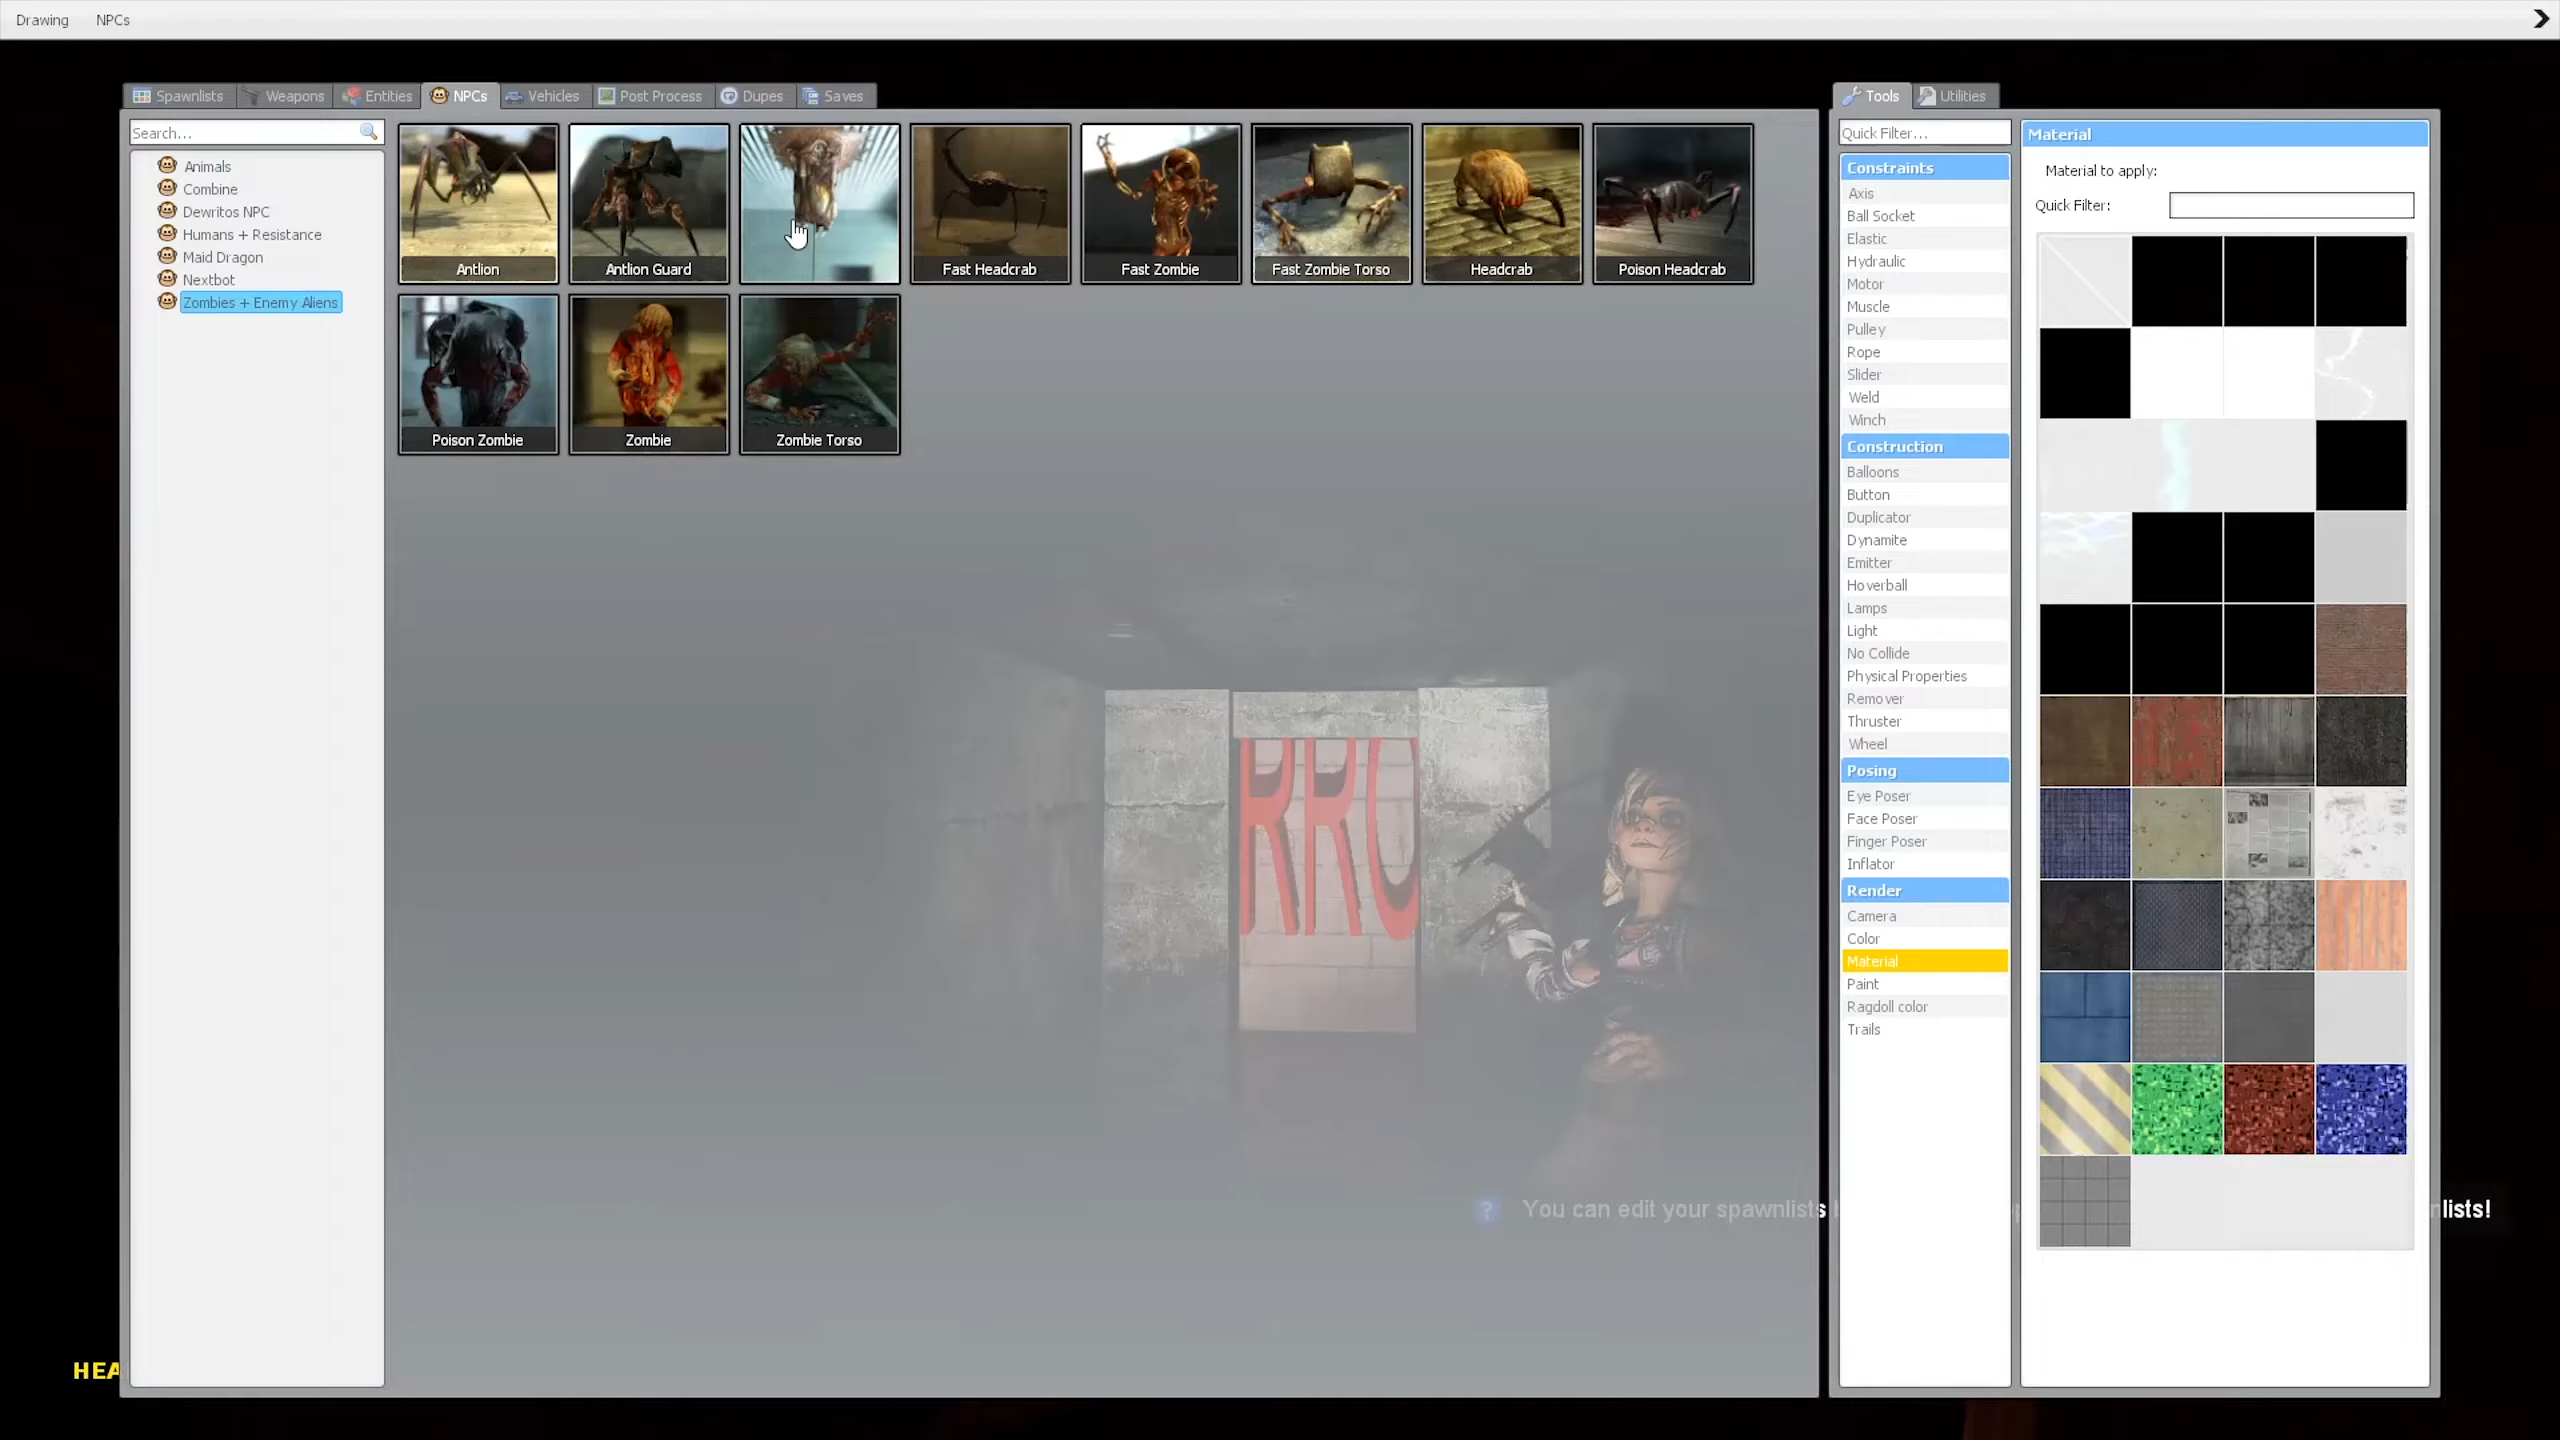 Drawing NPCs
Spawnlists Weapons Entities NPCs Vehicles Post Process Dupes Saves
Search...
Animals
Combine
Dewritos NPC
Humans + Resistance
Maid Dragon
Nextbot
Zombies + Enemy Aliens
Antlion
Antlion Guard
Fast Headcrab
Fast Zombie
Fast Zombie Torso
Headcrab
Poison Headcrab
Poison Zombie
Zombie
Zombie Torso
RRO
You can edit your spawnlists
lists!
HEA
Tools Utilities
Quick Filter...
Constraints
Axis
Ball Socket
Elastic
Hydraulic
Motor
Muscle
Pulley
Rope
Slider
Weld
Winch
Construction
Balloons
Button
Duplicator
Dynamite
Emitter
Hoverball
Lamps
Light
No Collide
Physical Properties
Remover
Thruster
Wheel
Posing
Eye Poser
Face Poser
Finger Poser
Inflator
Render
Camera
Color
Material
Paint
Ragdoll color
Trails
Material
Material to apply:
Quick Filter: